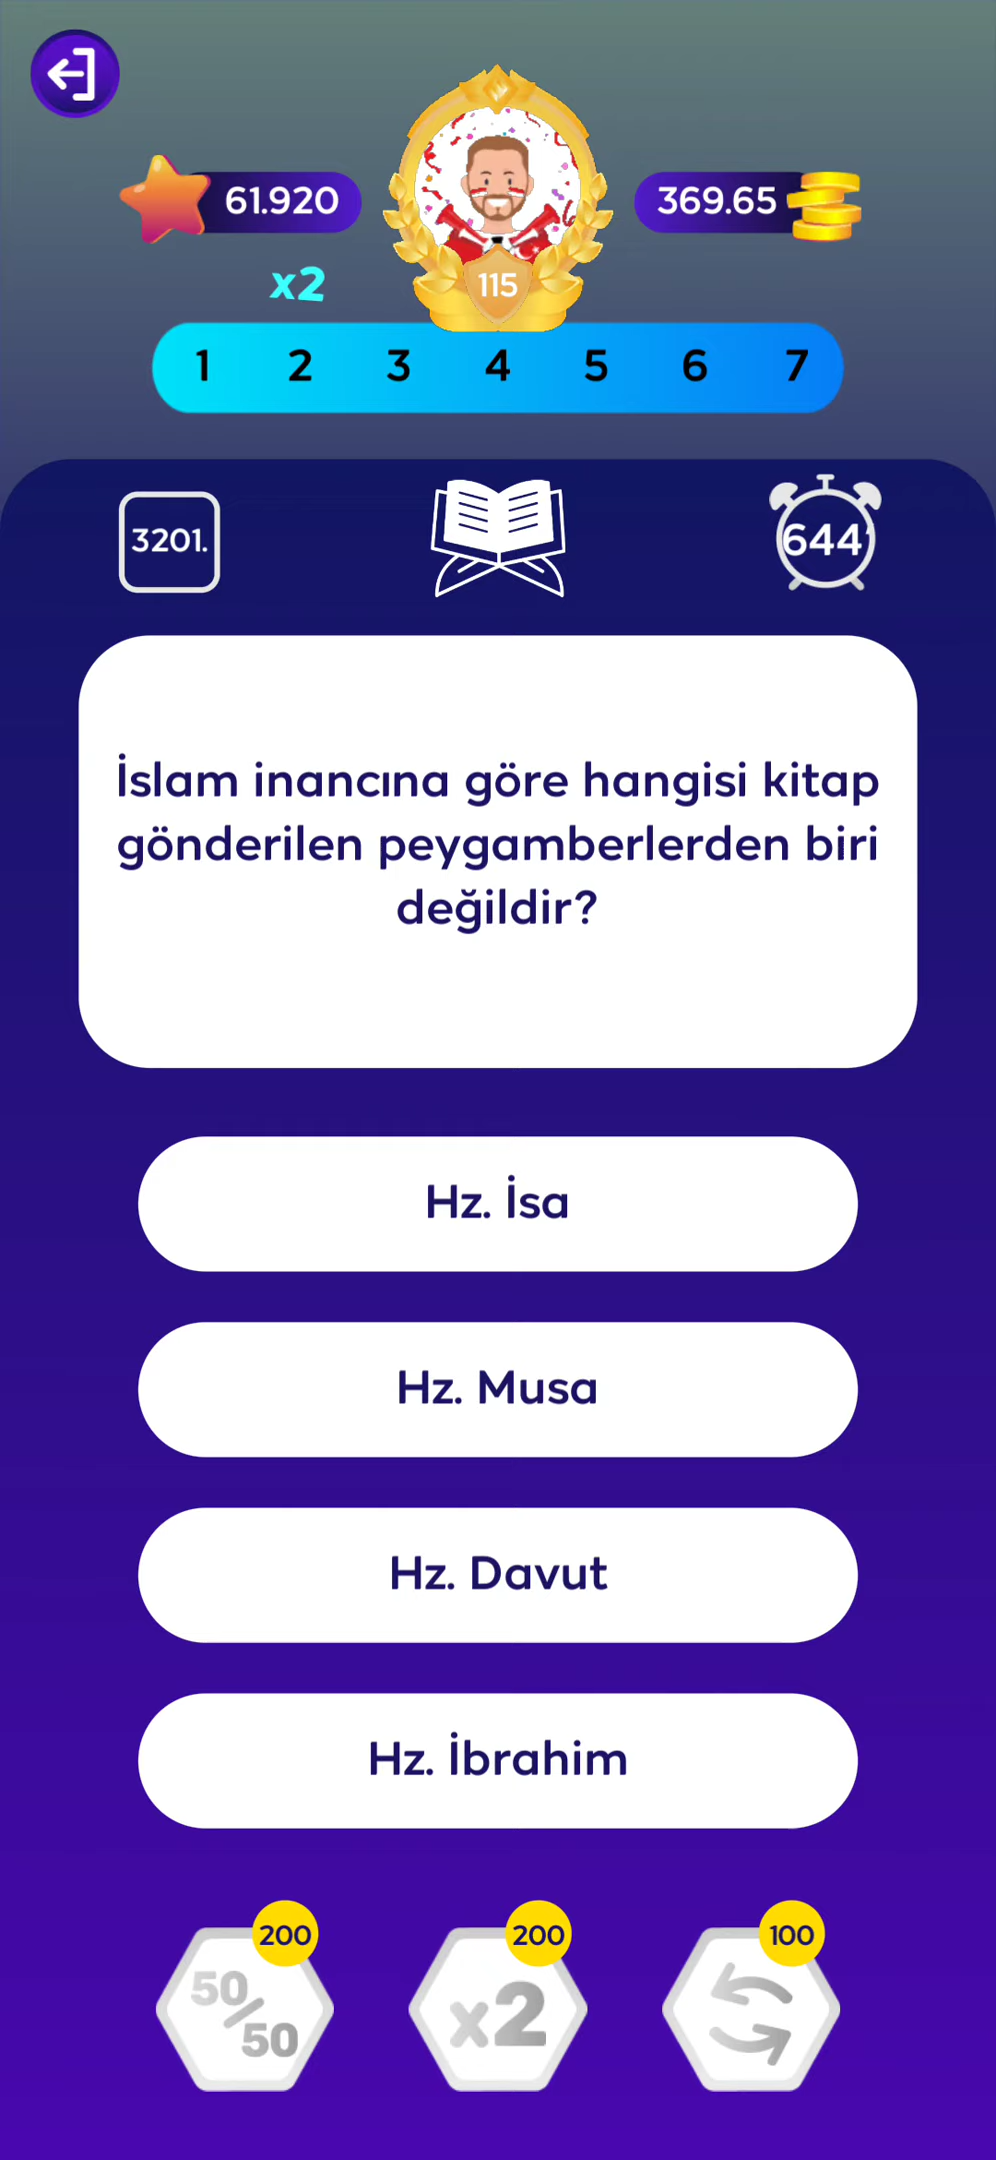 61.920
369.65
x2
115
1 2 3 4 5 6 7
3201.
644
İslam inancına göre hangisi kitap
gönderilen peygamberlerden biri
değildir?
Hz. İsa
Hz. Musa
Hz. Davut
Hz. İbrahim
200
200
100
50/50
x2